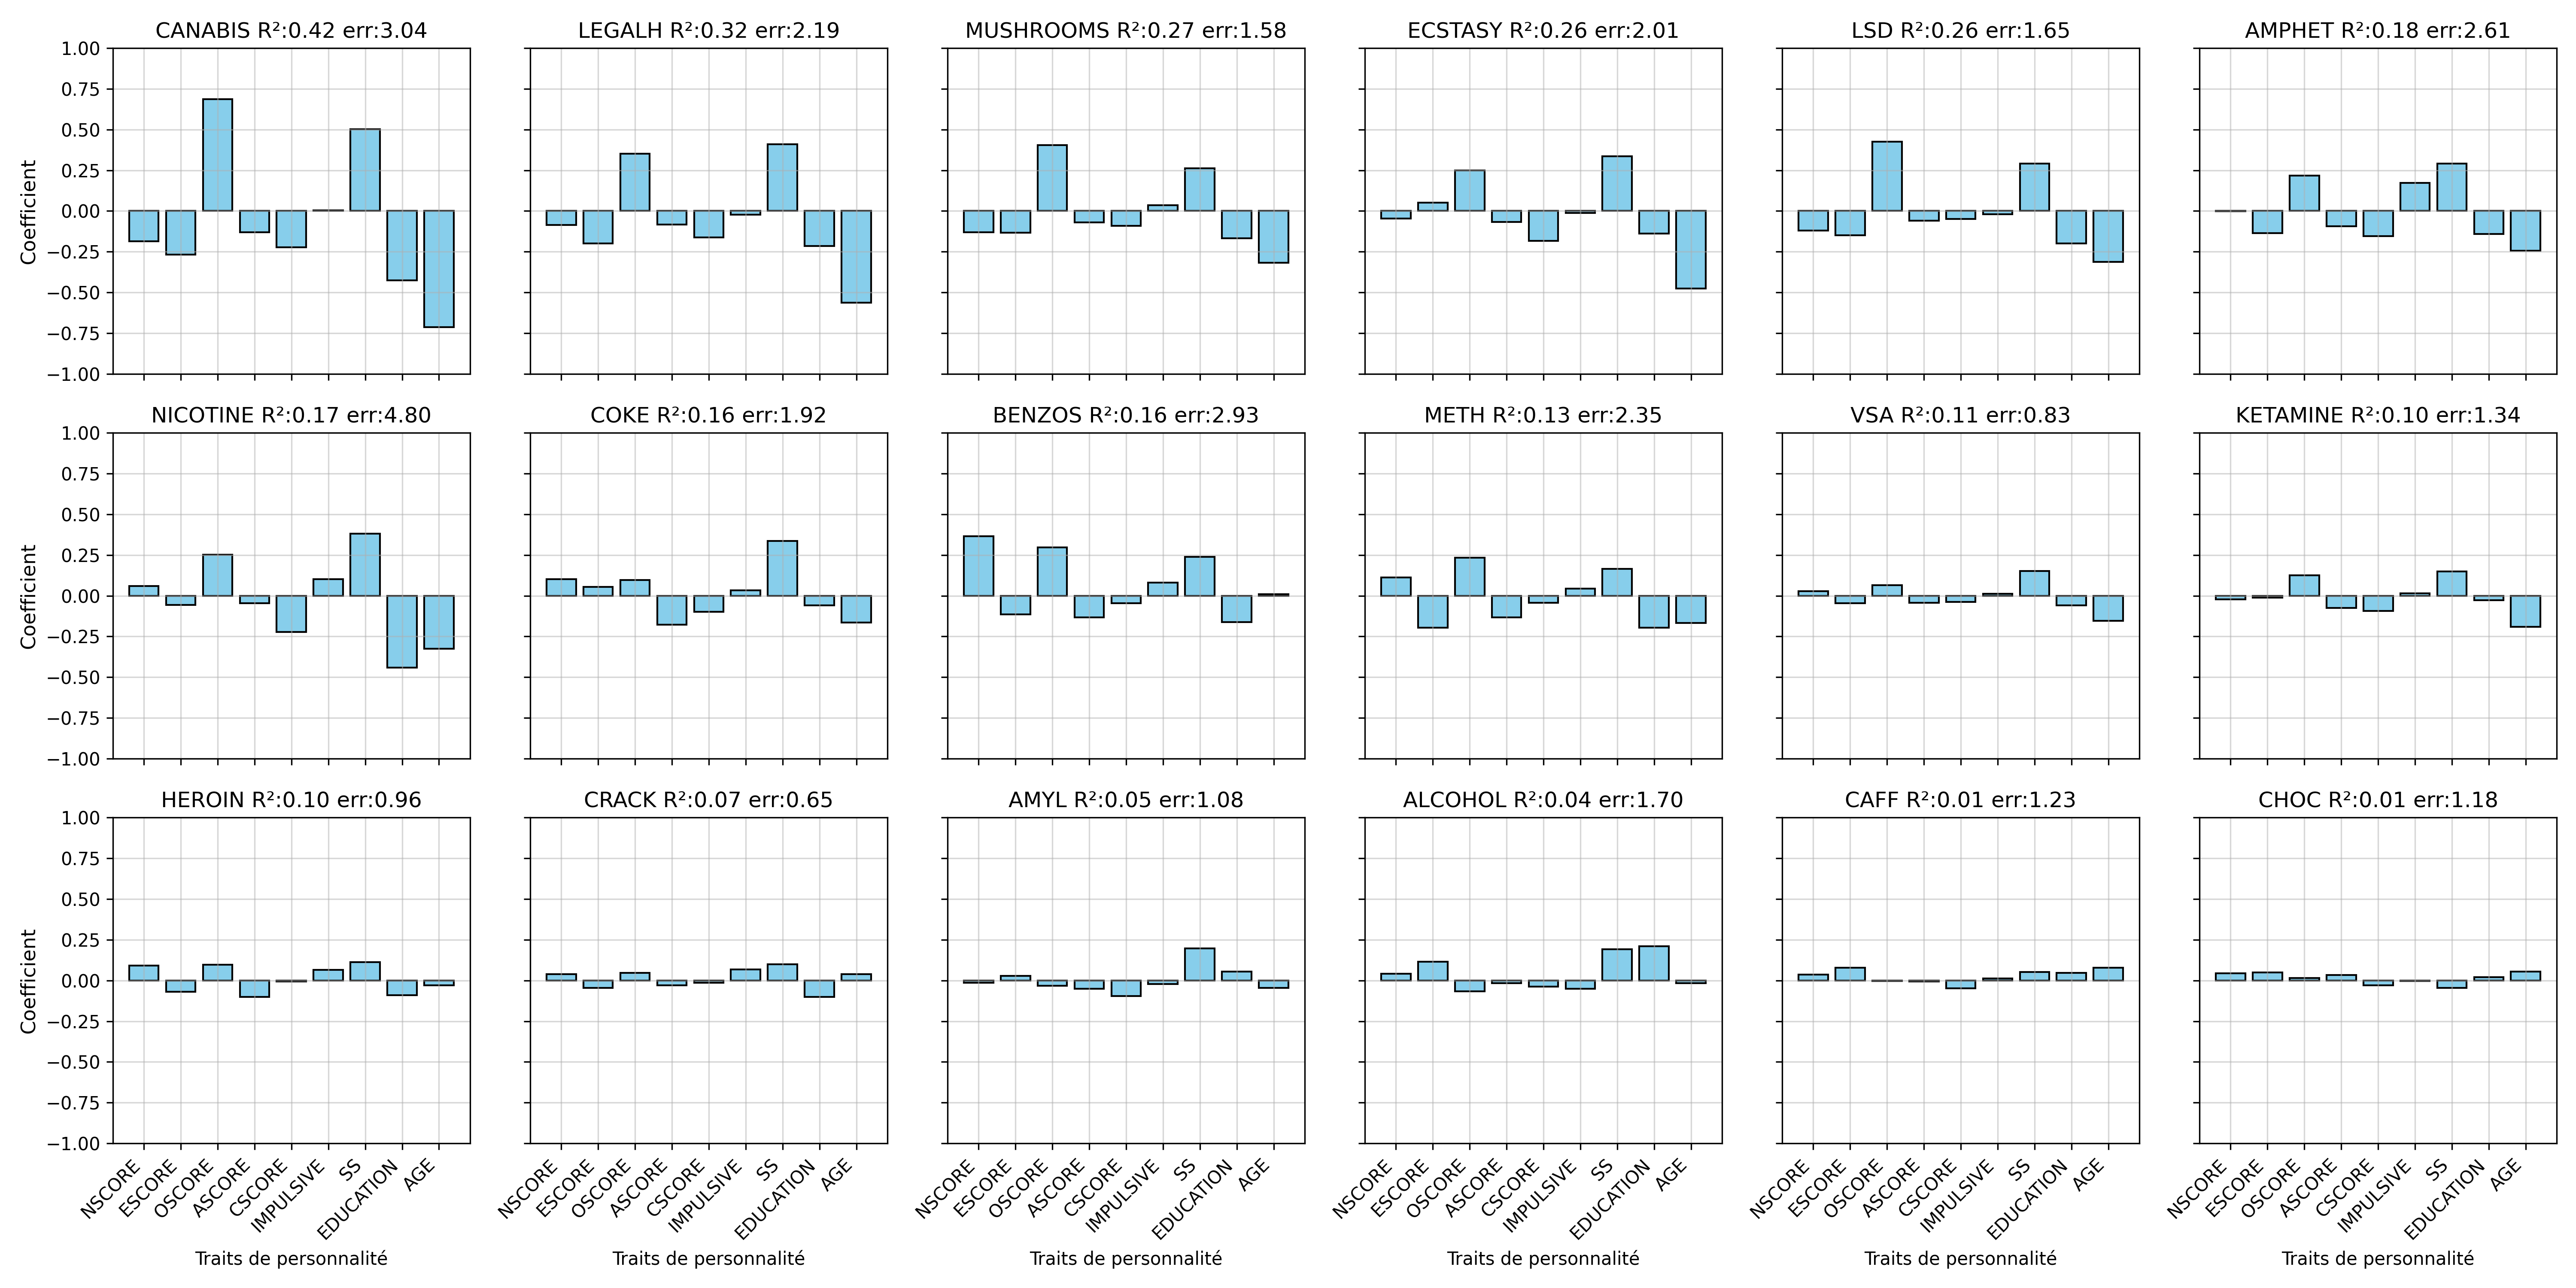 CANABIS R²:0.42 err:3.04
LEGALH R²:0.32 err:2.19
MUSHROOMS R²:0.27 err:1.58
ECSTASY R²:0.26 err:2.01
LSD R²:0.26 err:1.65
AMPHET R²:0.18 err:2.61
1.00
0.75
0.50
0.25
0.00
−0.25
−0.50
−0.75
−1.00
Coefficient
NICOTINE R²:0.17 err:4.80
COKE R²:0.16 err:1.92
BENZOS R²:0.16 err:2.93
METH R²:0.13 err:2.35
VSA R²:0.11 err:0.83
KETAMINE R²:0.10 err:1.34
1.00
0.75
0.50
0.25
0.00
−0.25
−0.50
−0.75
−1.00
Coefficient
HEROIN R²:0.10 err:0.96
CRACK R²:0.07 err:0.65
AMYL R²:0.05 err:1.08
ALCOHOL R²:0.04 err:1.70
CAFF R²:0.01 err:1.23
CHOC R²:0.01 err:1.18
1.00
0.75
0.50
0.25
0.00
−0.25
−0.50
−0.75
−1.00
Coefficient
NSCORE
ESCORE
OSCORE
ASCORE
CSCORE
IMPULSIVE
SS
EDUCATION
AGE
Traits de personnalité
NSCORE
ESCORE
OSCORE
ASCORE
CSCORE
IMPULSIVE
SS
EDUCATION
AGE
Traits de personnalité
NSCORE
ESCORE
OSCORE
ASCORE
CSCORE
IMPULSIVE
SS
EDUCATION
AGE
Traits de personnalité
NSCORE
ESCORE
OSCORE
ASCORE
CSCORE
IMPULSIVE
SS
EDUCATION
AGE
Traits de personnalité
NSCORE
ESCORE
OSCORE
ASCORE
CSCORE
IMPULSIVE
SS
EDUCATION
AGE
Traits de personnalité
NSCORE
ESCORE
OSCORE
ASCORE
CSCORE
IMPULSIVE
SS
EDUCATION
AGE
Traits de personnalité